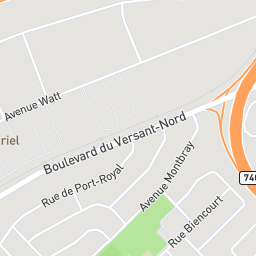 Avenue Watt
Boulevard du Versant-Nord
riel
Rue de Port-Royal
Avenue Montbray
740
Rue Biencourt